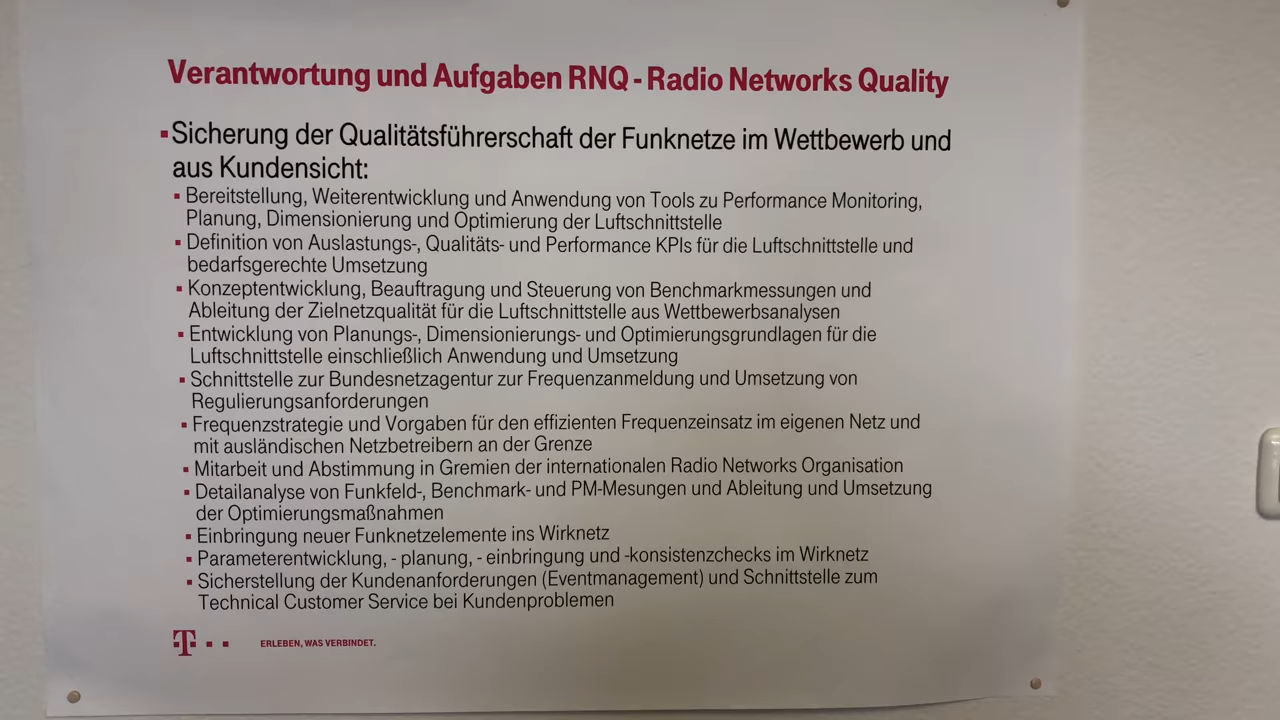 Verantwortung und Aufgaben RNQ - Radio Networks Quality
▪ Sicherung der Qualitätsführerschaft der Funknetze im Wettbewerb und
aus Kundensicht:
▪ Bereitstellung, Weiterentwicklung und Anwendung von Tools zu Performance Monitoring,
Planung, Dimensionierung und Optimierung der Luftschnittstelle
▪ Definition von Auslastungs-, Qualitäts- und Performance KPIs für die Luftschnittstelle und
bedarfsgerechte Umsetzung
▪ Konzeptentwicklung, Beauftragung und Steuerung von Benchmarkmessungen und
Ableitung der Zielnetzqualität für die Luftschnittstelle aus Wettbewerbsanalysen
▪ Entwicklung von Planungs-, Dimensionierungs- und Optimierungsgrundlagen für die
Luftschnittstelle einschließlich Anwendung und Umsetzung
▪ Schnittstelle zur Bundesnetzagentur zur Frequenzanmeldung und Umsetzung von
Regulierungsanforderungen
▪ Frequenzstrategie und Vorgaben für den effizienten Frequenzeinsatz im eigenen Netz und
mit ausländischen Netzbetreibern an der Grenze
▪ Mitarbeit und Abstimmung in Gremien der internationalen Radio Networks Organisation
▪ Detailanalyse von Funkfeld-, Benchmark- und PM-Mesungen und Ableitung und Umsetzung
der Optimierungsmaßnahmen
▪ Einbringung neuer Funknetzelemente ins Wirknetz
▪ Parameterentwicklung, - planung, - einbringung und -konsistenzchecks im Wirknetz
▪ Sicherstellung der Kundenanforderungen (Eventmanagement) und Schnittstelle zum
Technical Customer Service bei Kundenproblemen
T ERLEBEN, WAS VERBINDET.